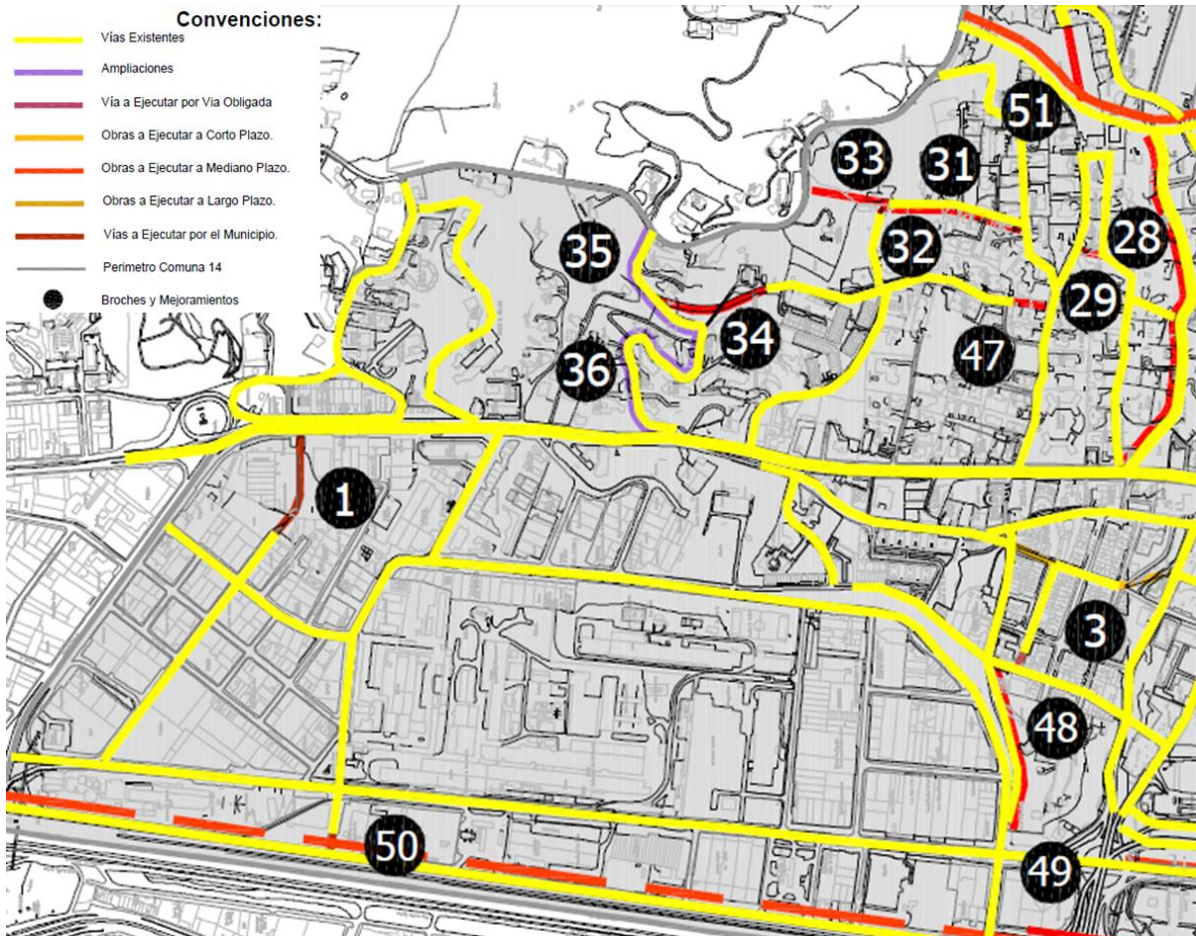 Convenciones:
Vías Existentes
Ampliaciones
Vía a Ejecutar por Via Obligada
Obras a Ejecutar a Corto Plazo.
Obras a Ejecutar a Mediano Plazo.
Obras a Ejecutar a Largo Plazo.
Vías a Ejecutar por el Municipio.
Perimetro Comuna 14
Broches y Mejoramientos
51
33
31
35
32
28
29
34
47
36
1
3
48
50
49